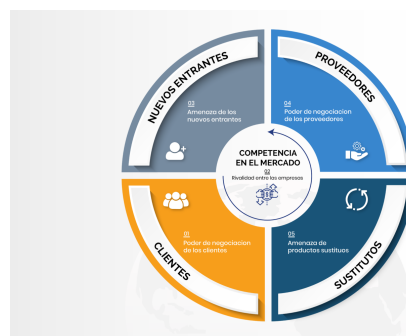 NUEVOS ENTRANTES
03
Amenaza de los
nuevos entrantes
PROVEEDORES
04
Poder de negociacion
de los proveedores
COMPETENCIA
EN EL MERCADO
02
Rivalidad entre las empresas
01
Poder de negociacion
de los clientes
CLIENTES
05
Amenaza de
productos sustituos
SUSTITUTOS